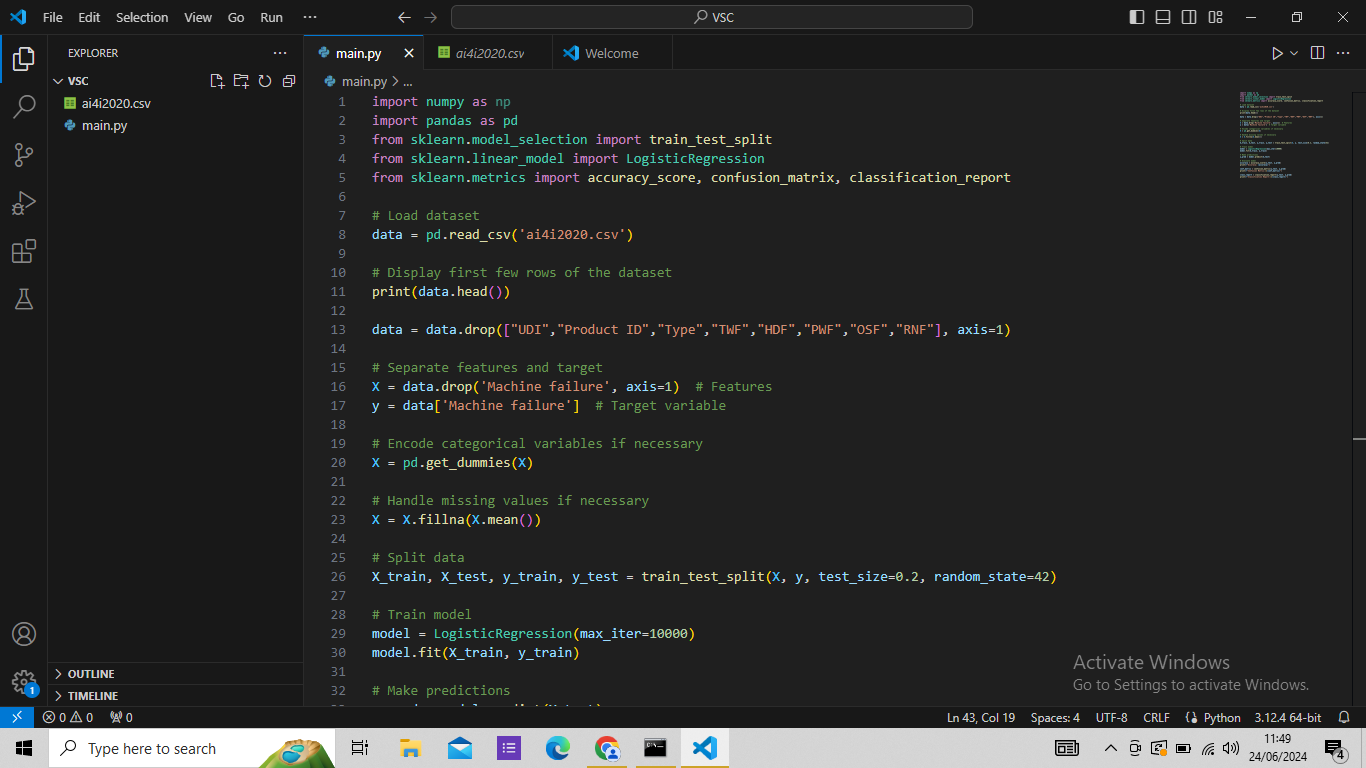 File Edit Selection View Go Run ··· VSC
EXPLORER ···
VSC
ai4i2020.csv
main.py
OUTLINE
TIMELINE
main.py ai4i2020.csv Welcome
main.py > ...
1 import numpy as np
2 import pandas as pd
3 from sklearn.model_selection import train_test_split
4 from sklearn.linear_model import LogisticRegression
5 from sklearn.metrics import accuracy_score, confusion_matrix, classification_report
6
7 # Load dataset
8 data = pd.read_csv('ai4i2020.csv')
9
10 # Display first few rows of the dataset
11 print(data.head())
12
13 data = data.drop(["UDI","Product ID","Type","TWF","HDF","PWF","OSF","RNF"], axis=1)
14
15 # Separate features and target
16 X = data.drop('Machine failure', axis=1)  # Features
17 y = data['Machine failure']  # Target variable
18
19 # Encode categorical variables if necessary
20 X = pd.get_dummies(X)
21
22 # Handle missing values if necessary
23 X = X.fillna(X.mean())
24
25 # Split data
26 X_train, X_test, y_train, y_test = train_test_split(X, y, test_size=0.2, random_state=42)
27
28 # Train model
29 model = LogisticRegression(max_iter=10000)
30 model.fit(X_train, y_train)
31
32 # Make predictions
Activate Windows
Go to Settings to activate Windows.
1
0 0 0 Ln 43, Col 19 Spaces: 4 UTF-8 CRLF Python 3.12.4 64-bit
Type here to search
11:49
24/06/2024
4